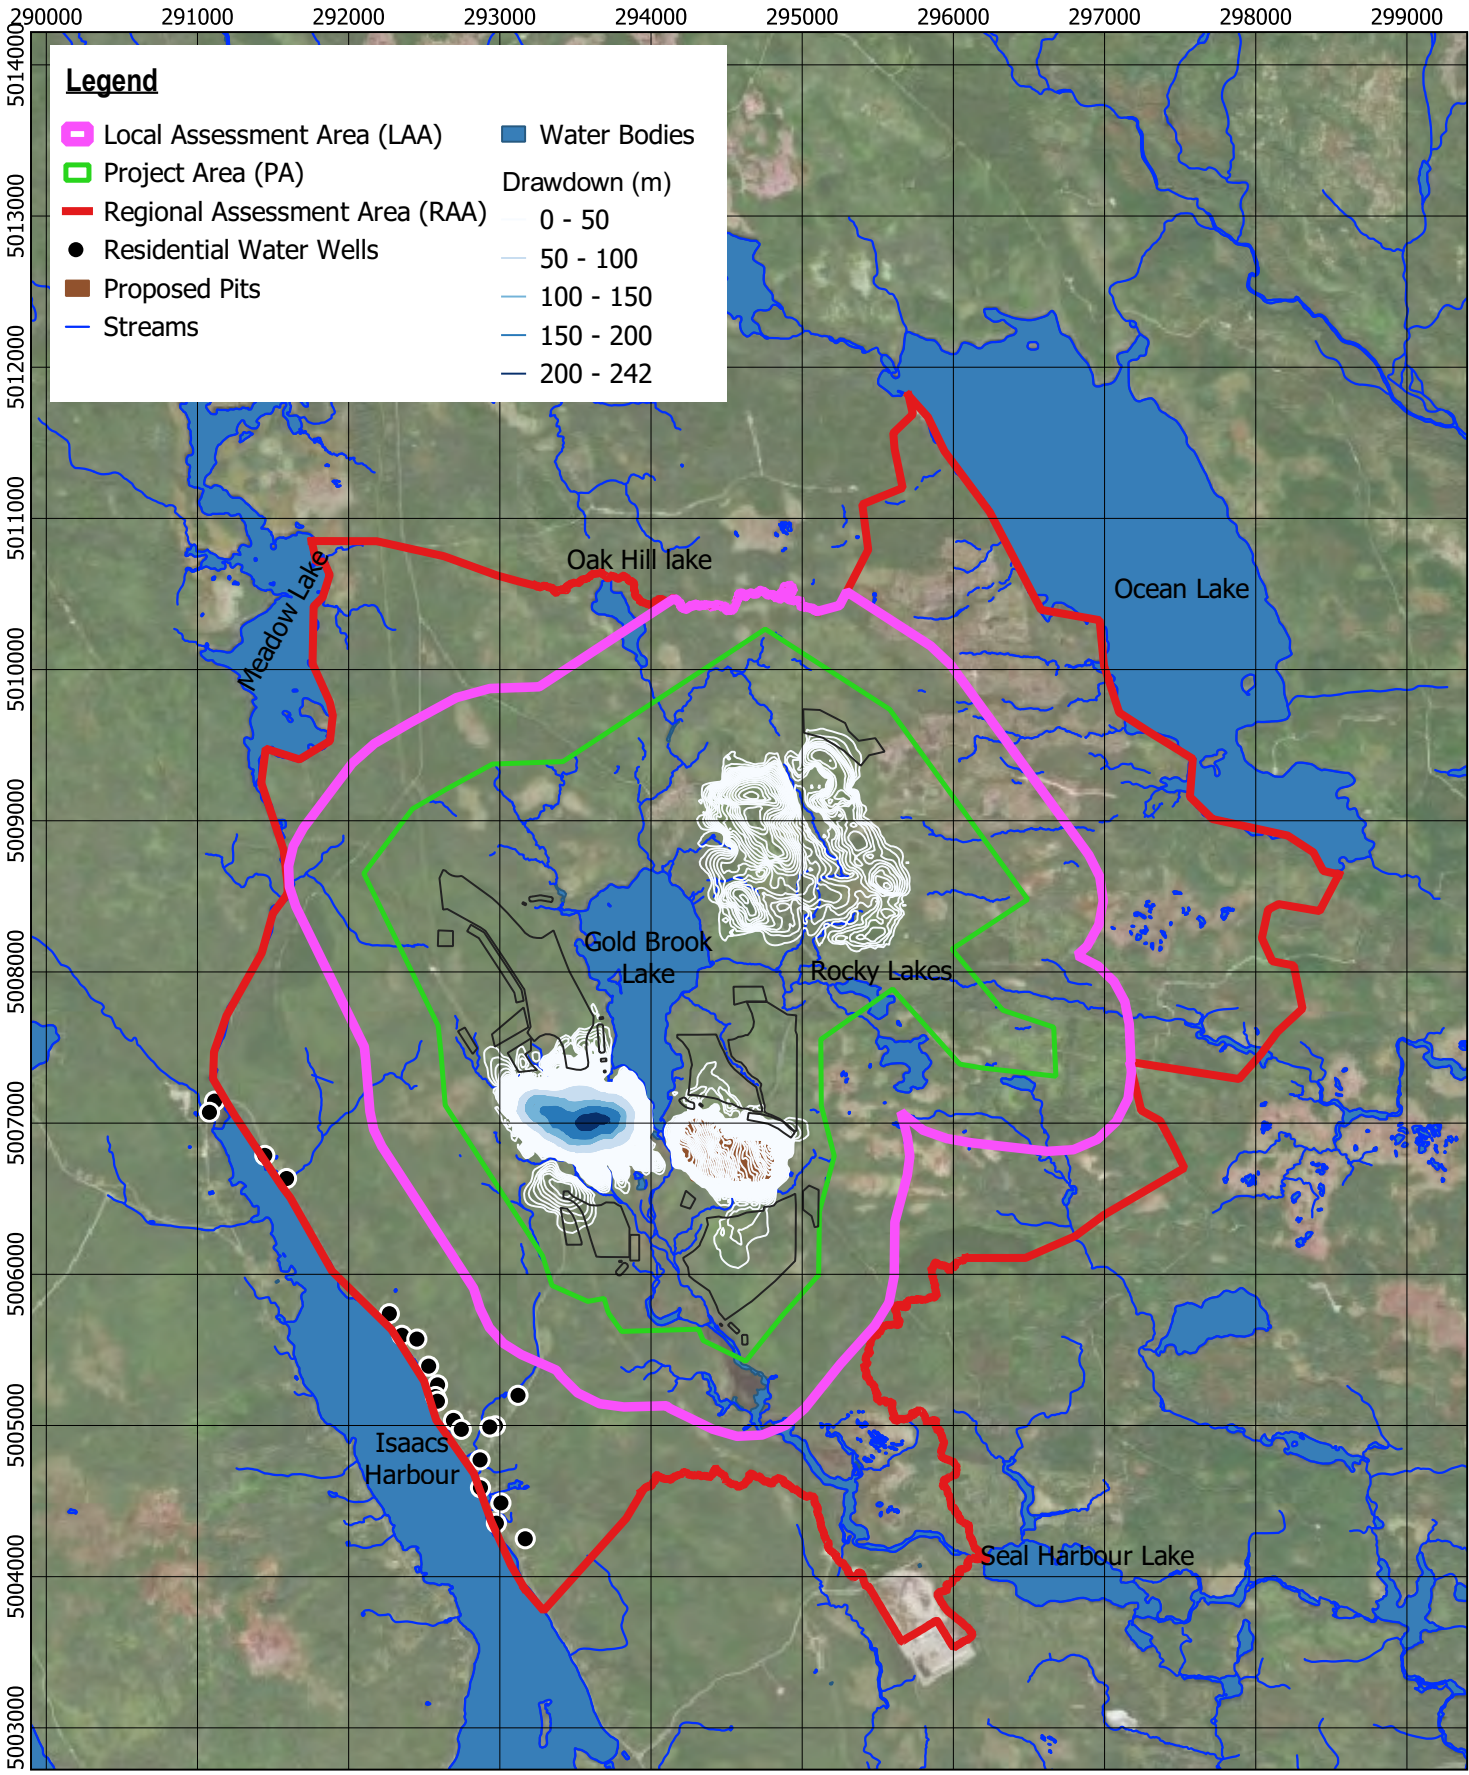 290000 291000 292000 293000 294000 295000 296000 297000 298000 299000
5014000
5013000
5012000
5011000
5010000
5009000
5008000
5007000
5006000
5005000
5004000
5003000
Legend
Local Assessment Area (LAA)
Project Area (PA)
Regional Assessment Area (RAA)
Residential Water Wells
Proposed Pits
Streams
Water Bodies
Drawdown (m)
0 - 50
50 - 100
100 - 150
150 - 200
200 - 242
Oak Hill lake
Ocean Lake
Meadow Lake
Gold Brook
Lake
Rocky Lakes
Isaacs
Harbour
Seal Harbour Lake